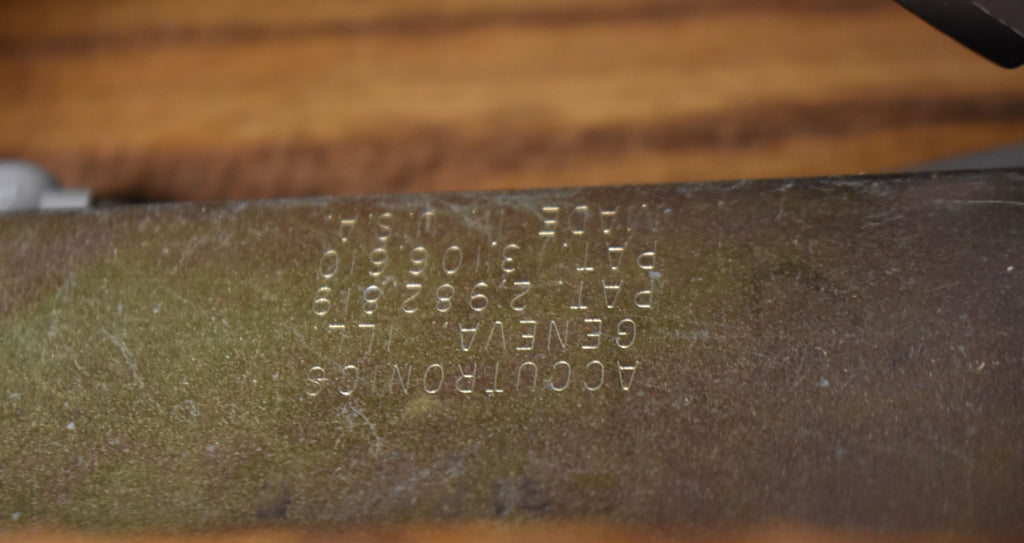 ACCUTRONICS
GENEVA, ILL.
PAT. 2,982,819
PAT. 3,106,610
MADE IN U.S.A.